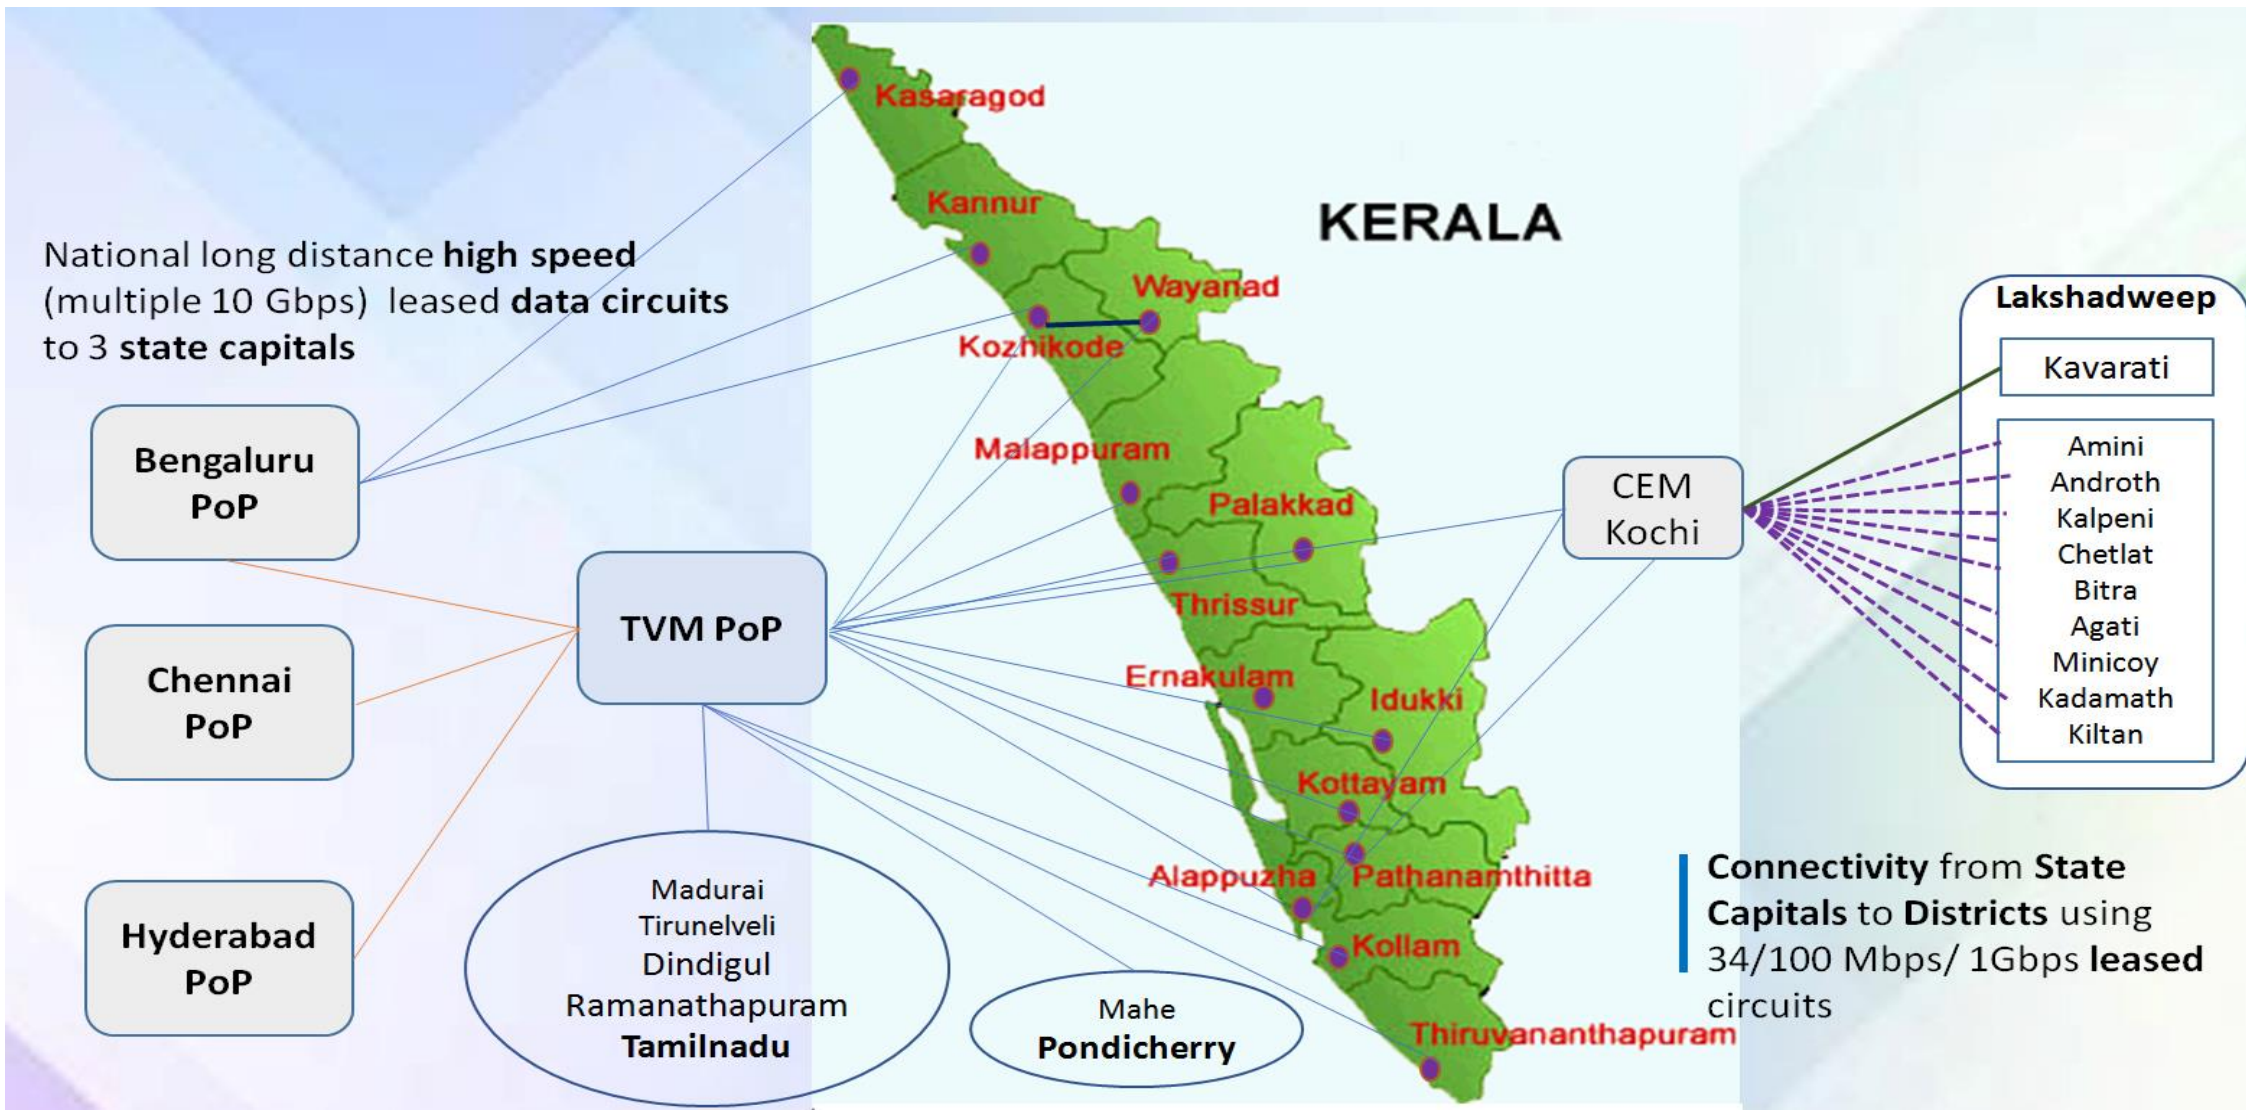 National long distance high speed
(multiple 10 Gbps) leased data circuits
to 3 state capitals
Bengaluru
PoP
Chennai
PoP
Hyderabad
PoP
TVM PoP
Madurai
Tirunelveli
Dindigul
Ramanathapuram
Tamilnadu
Mahe
Pondicherry
KERALA
Kasaragod
Kannur
Wayanad
Kozhikode
Malappuram
Palakkad
Thrissur
Ernakulam
Idukki
Kottayam
Alappuzha
Pathanamthitta
Kollam
Thiruvananthapuram
CEM
Kochi
Lakshadweep
Kavarati
Amini
Androth
Kalpeni
Chetlat
Bitra
Agati
Minicoy
Kadamath
Kiltan
Connectivity from State
Capitals to Districts using
34/100 Mbps/ 1Gbps leased
circuits